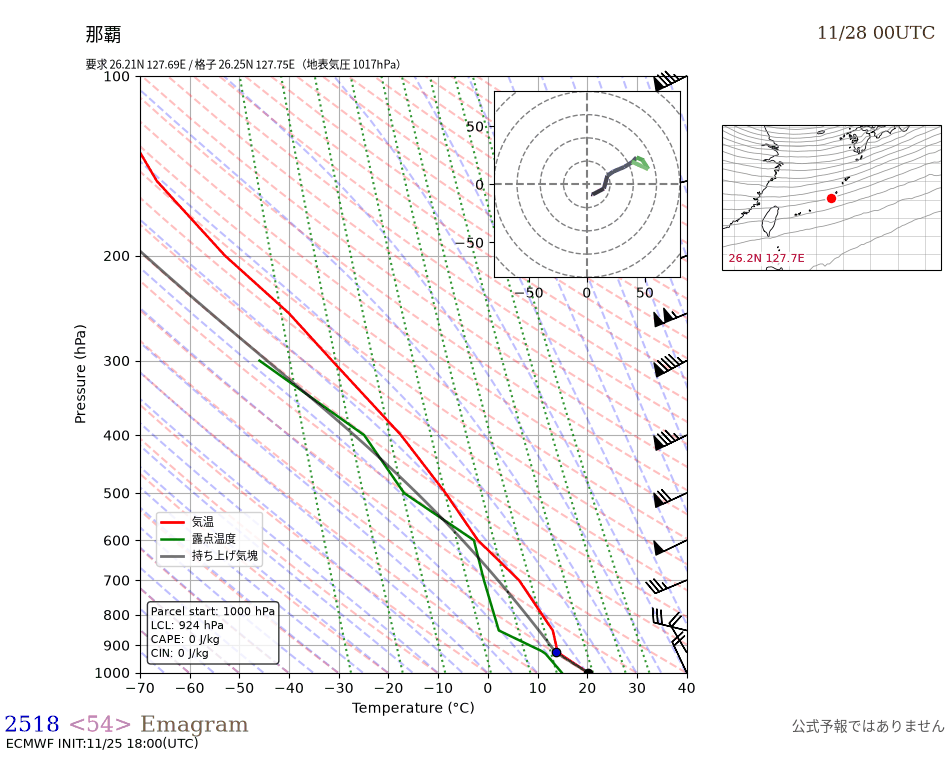 那覇
11/28 00UTC
要求 26.21N 127.69E / 格子 26.25N 127.75E（地表気圧 1017hPa）
100
200
300
400
500
600
700
800
900
1000
Pressure (hPa)
−70 −60 −50 −40 −30 −20 −10 0 10 20 30 40
Temperature (°C)
50
0
−50
−50 0 50
26.2N 127.7E
気温
露点温度
持ち上げ気塊
Parcel start: 1000 hPa
LCL: 924 hPa
CAPE: 0 J/kg
CIN: 0 J/kg
2518 <54> Emagram
ECMWF INIT:11/25 18:00(UTC)
公式予報ではありません